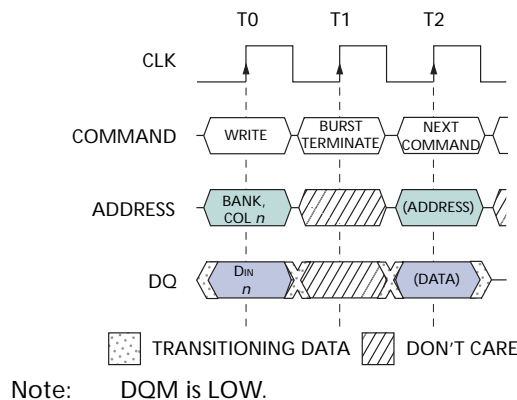 T0 T1 T2
CLK
COMMAND WRITE BURST TERMINATE NEXT COMMAND
ADDRESS BANK, COL n (ADDRESS)
DQ DIN n (DATA)
TRANSITIONING DATA DON'T CARE
Note: DQM is LOW.